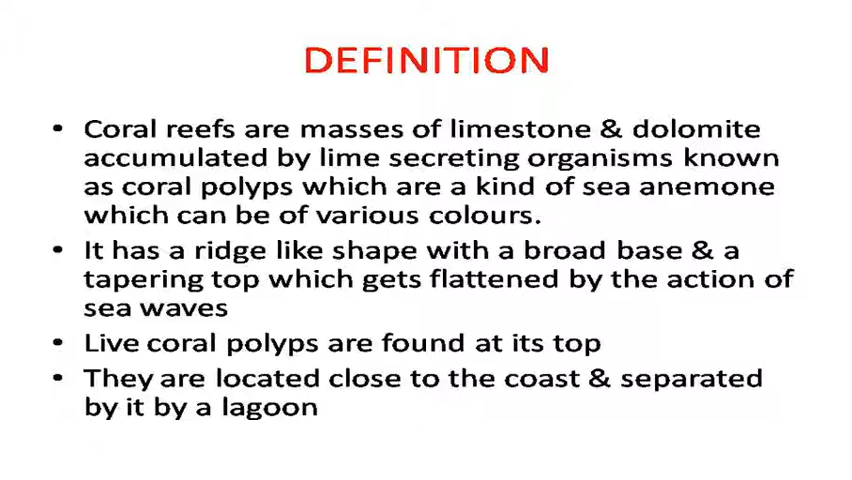 DEFINITION
• Coral reefs are masses of limestone & dolomite
accumulated by lime secreting organisms known
as coral polyps which are a kind of sea anemone
which can be of various colours.
• It has a ridge like shape with a broad base & a
tapering top which gets flattened by the action of
sea waves
• Live coral polyps are found at its top
• They are located close to the coast & separated
by it by a lagoon